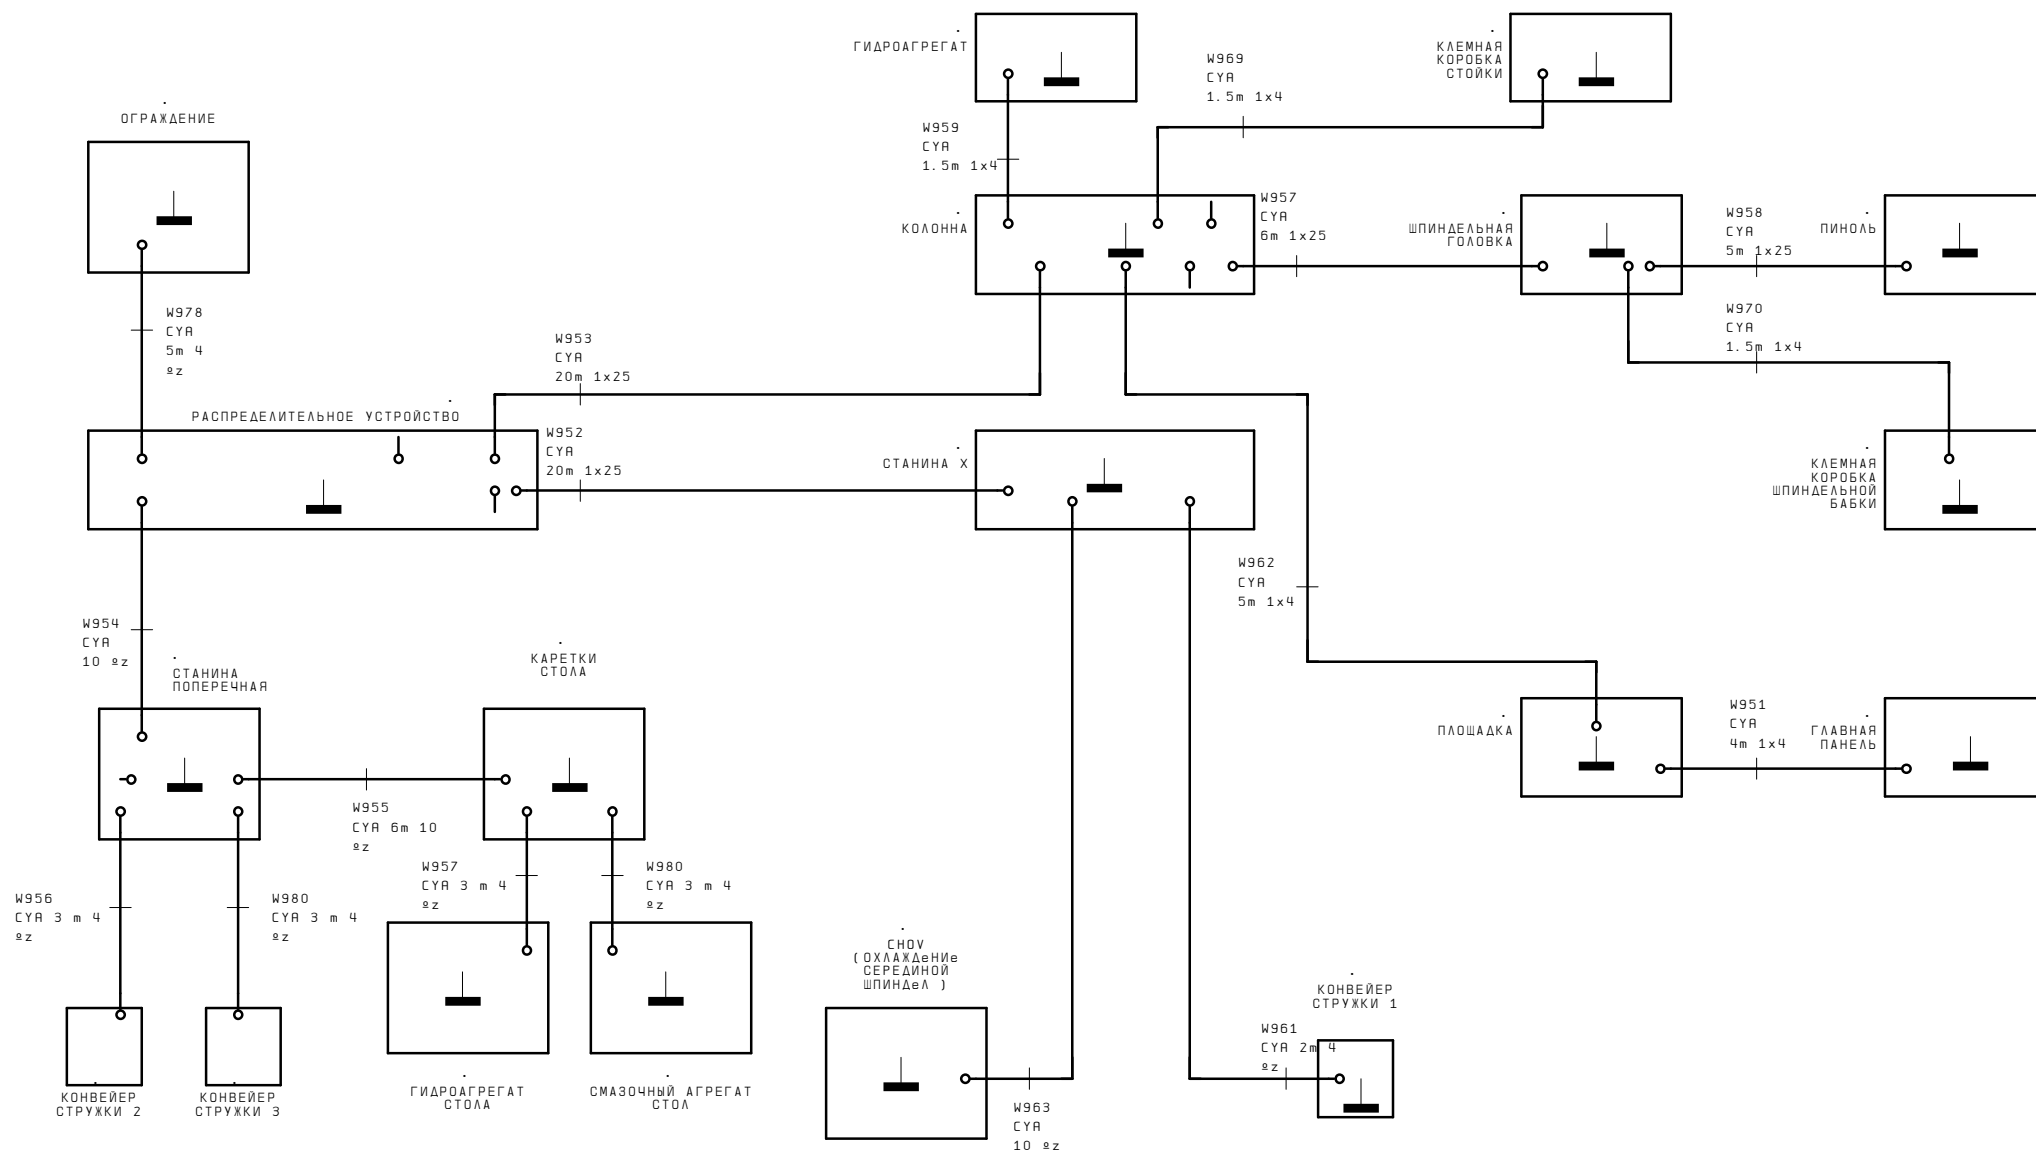 ГИДРОАГРЕГАТ
КЛЕМНАЯ
КОРОБКА
СТОЙКИ
W969
CYA
1.5m 1x4
ОГРАЖДЕНИЕ
W959
CYA
1.5m 1x4
КОЛОННА
W957
CYA
6m 1x25
ШПИНДЕЛЬНАЯ
ГОЛОВКА
W958
CYA
5m 1x25
ПИНОЛЬ
W978
CYA
5m 4
ºz
W953
CYA
20m 1x25
W970
CYA
1.5m 1x4
РАСПРЕДЕЛИТЕЛЬНОЕ УСТРОЙСТВО
W952
CYA
20m 1x25
СТАНИНА X
КЛЕМНАЯ
КОРОБКА
ШПИНДЕЛЬНОЙ
БАБКИ
W962
CYA
5m 1x4
W954
CYA
10 ºz
СТАНИНА
ПОПЕРЕЧНАЯ
КАРЕТКИ
СТОЛА
ПЛОЩАДКА
W951
CYA
4m 1x4
ГЛАВНАЯ
ПАНЕЛЬ
W955
CYA 6m 10
ºz
W956
CYA 3 m 4
ºz
W980
CYA 3 m 4
ºz
W957
CYA 3 m 4
ºz
W980
CYA 3 m 4
ºz
CHOV
(ОХЛАЖДеНИе
СЕРЕДИНОЙ
ШПИНДеЛ )
КОНВЕЙЕР
СТРУЖКИ 1
W961
CYA 2m 4
ºz
КОНВЕЙЕР
СТРУЖКИ 2
КОНВЕЙЕР
СТРУЖКИ 3
ГИДРОАГРЕГАТ
СТОЛА
СМАЗОЧНЫЙ АГРЕГАТ
СТОЛ
W963
CYA
10 ºz